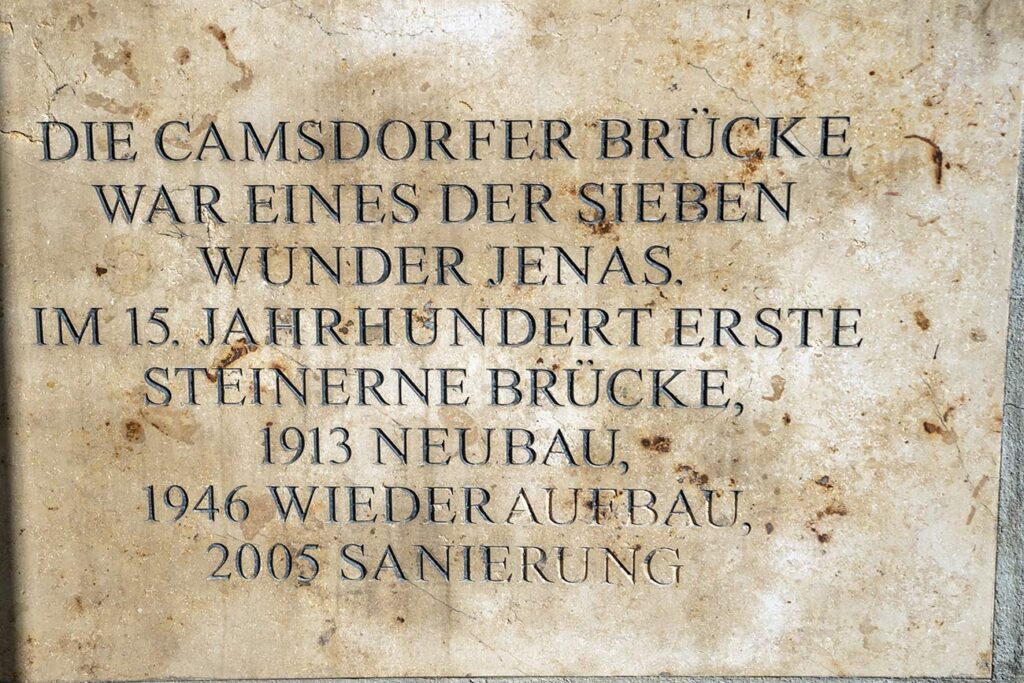 DIE CAMSDORFER BRÜCKE
WAR EINES DER SIEBEN
WUNDER JENAS.
IM 15. JAHRHUNDERT ERSTE
STEINERNE BRÜCKE,
1913 NEUBAU,
1946 WIEDERAUFBAU,
2005 SANIERUNG